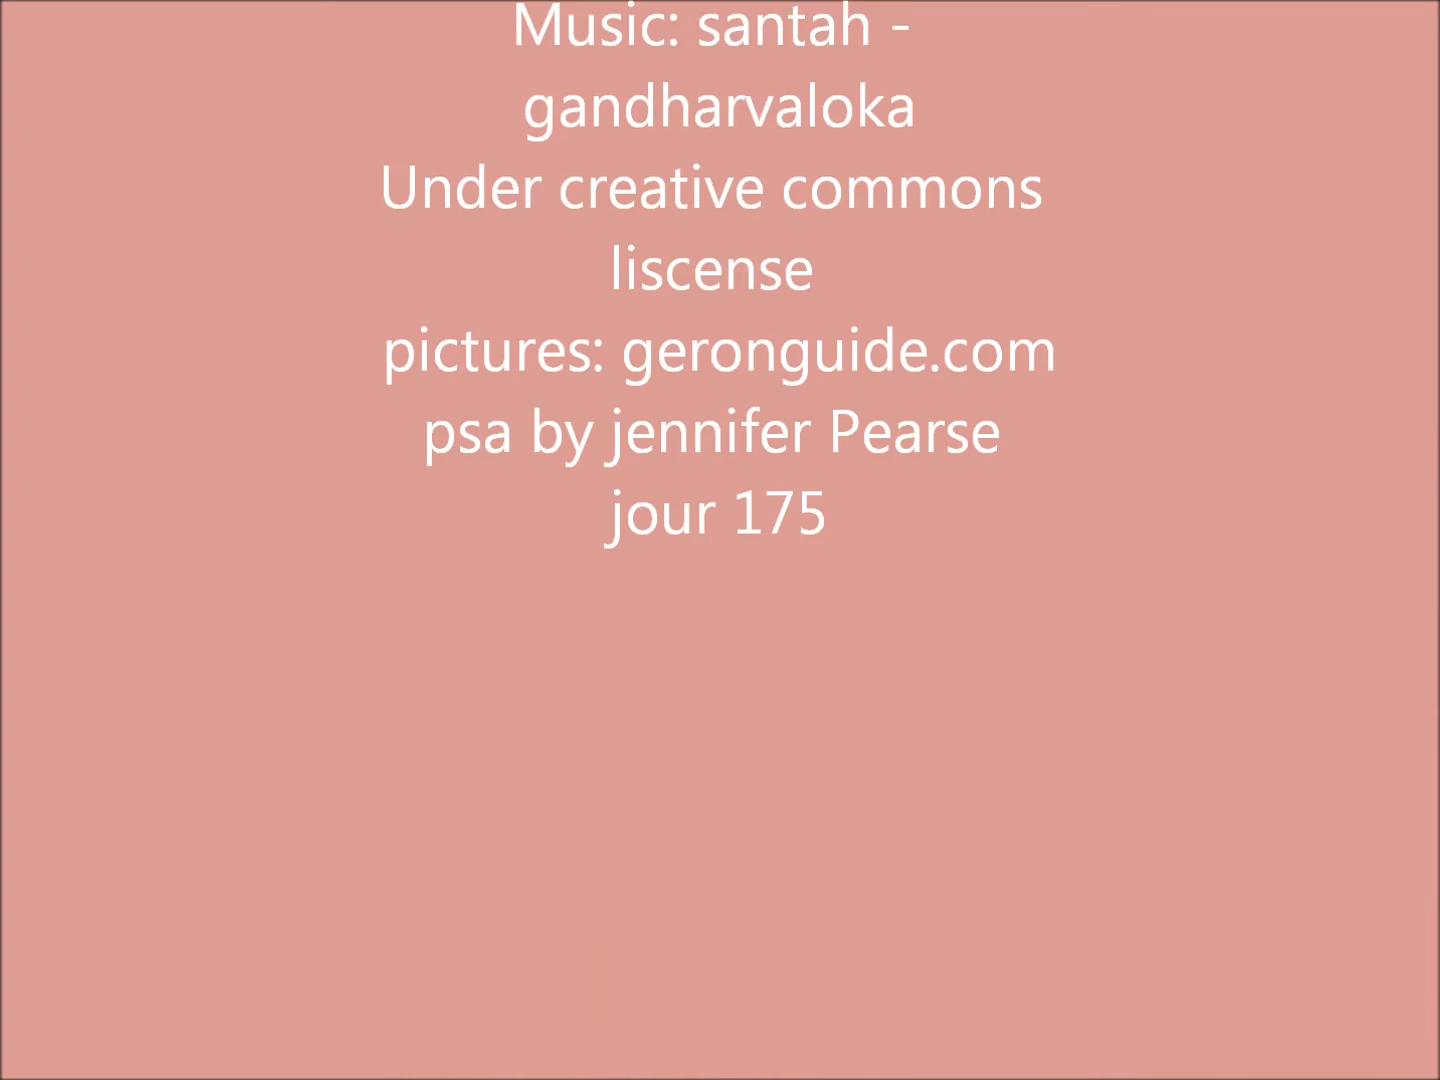 Music: santah -
gandharvaloka
Under creative commons
liscense
pictures: geronguide.com
psa by jennifer Pearse
jour 175